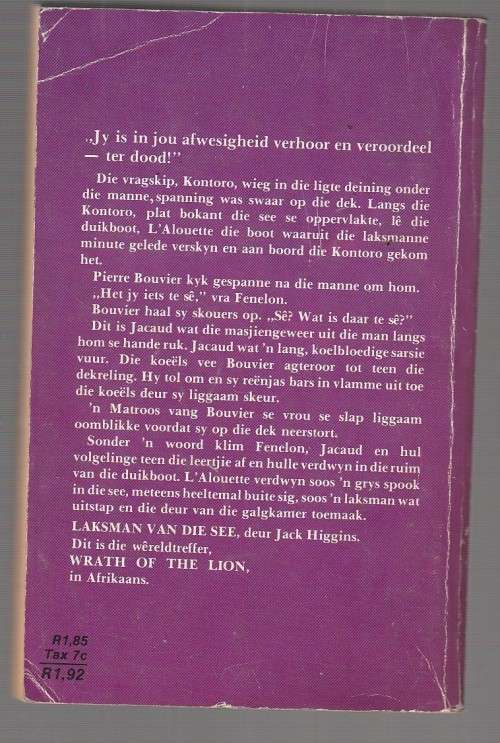 „Jy is in jou afwesigheid verhoor en veroordeel
— ter dood!”
Die vragskip, Kontoro, wieg in die ligte deining onder
die manne, spanning was swaar op die dek. Langs die
Kontoro, plat bokant die see se oppervlakte, lê die
duikboot, L'Alouette die boot waaruit die laksmanne
minute gelede verskyn en aan boord die Kontoro gekom
het.
Pierre Bouvier kyk gespanne na die manne om hom.
„Het jy iets te sê,” vra Fenelon.
Bouvier haal sy skouers op. „Sê? Wat is daar te sê?”
Dit is Jacaud wat die masjiengeweer uit die man langs
hom se hande ruk. Jacaud wat 'n lang, koelbloedige sarsie
vuur. Die koeëls vee Bouvier agteroor tot teen die
dekreling. Hy tol om en sy reënjas bars in vlamme uit toe
die koeëls deur sy liggaam skeur.
'n Matroos vang Bouvier se vrou se slap liggaam
oomblikke voordat sy op die dek neerstort.
Sonder 'n woord klim Fenelon, Jacaud en hul
volgelinge teen die leertjie af en hulle verdwyn in die ruim
van die duikboot. L'Alouette verdwyn soos 'n grys spook
in die see, meteens heeltemal buite sig, soos 'n laksman wat
uitstap en die deur van die galgkamer toemaak.
LAKSMAN VAN DIE SEE, deur Jack Higgins.
Dit is die wêreldtreffer,
WRATH OF THE LION,
in Afrikaans.
R1,85
Tax 7c
R1,92